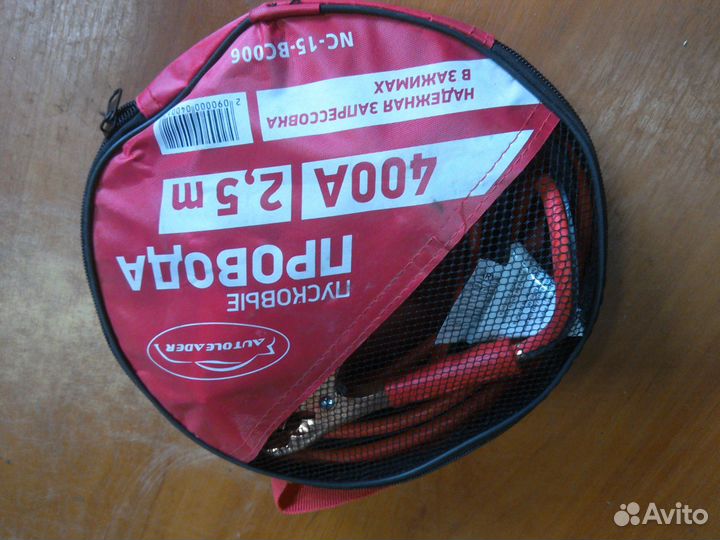 AUTOLEADER
ПУСКОВЫЕ
ПРОВОДА
400А 2,5 m
НАДЕЖНАЯ ЗАПРЕССОВКА
В ЗАЖИМАХ
NC-15-BC006
Avito